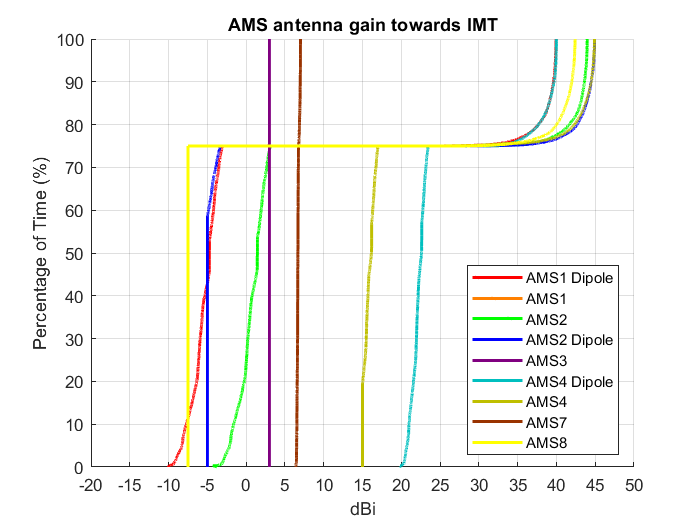 AMS antenna gain towards IMT
Percentage of Time (%)
100
90
80
70
60
50
40
30
20
10
0
-20 -15 -10 -5 0 5 10 15 20 25 30 35 40 45 50
dBi
AMS1 Dipole
AMS1
AMS2
AMS2 Dipole
AMS3
AMS4 Dipole
AMS4
AMS7
AMS8